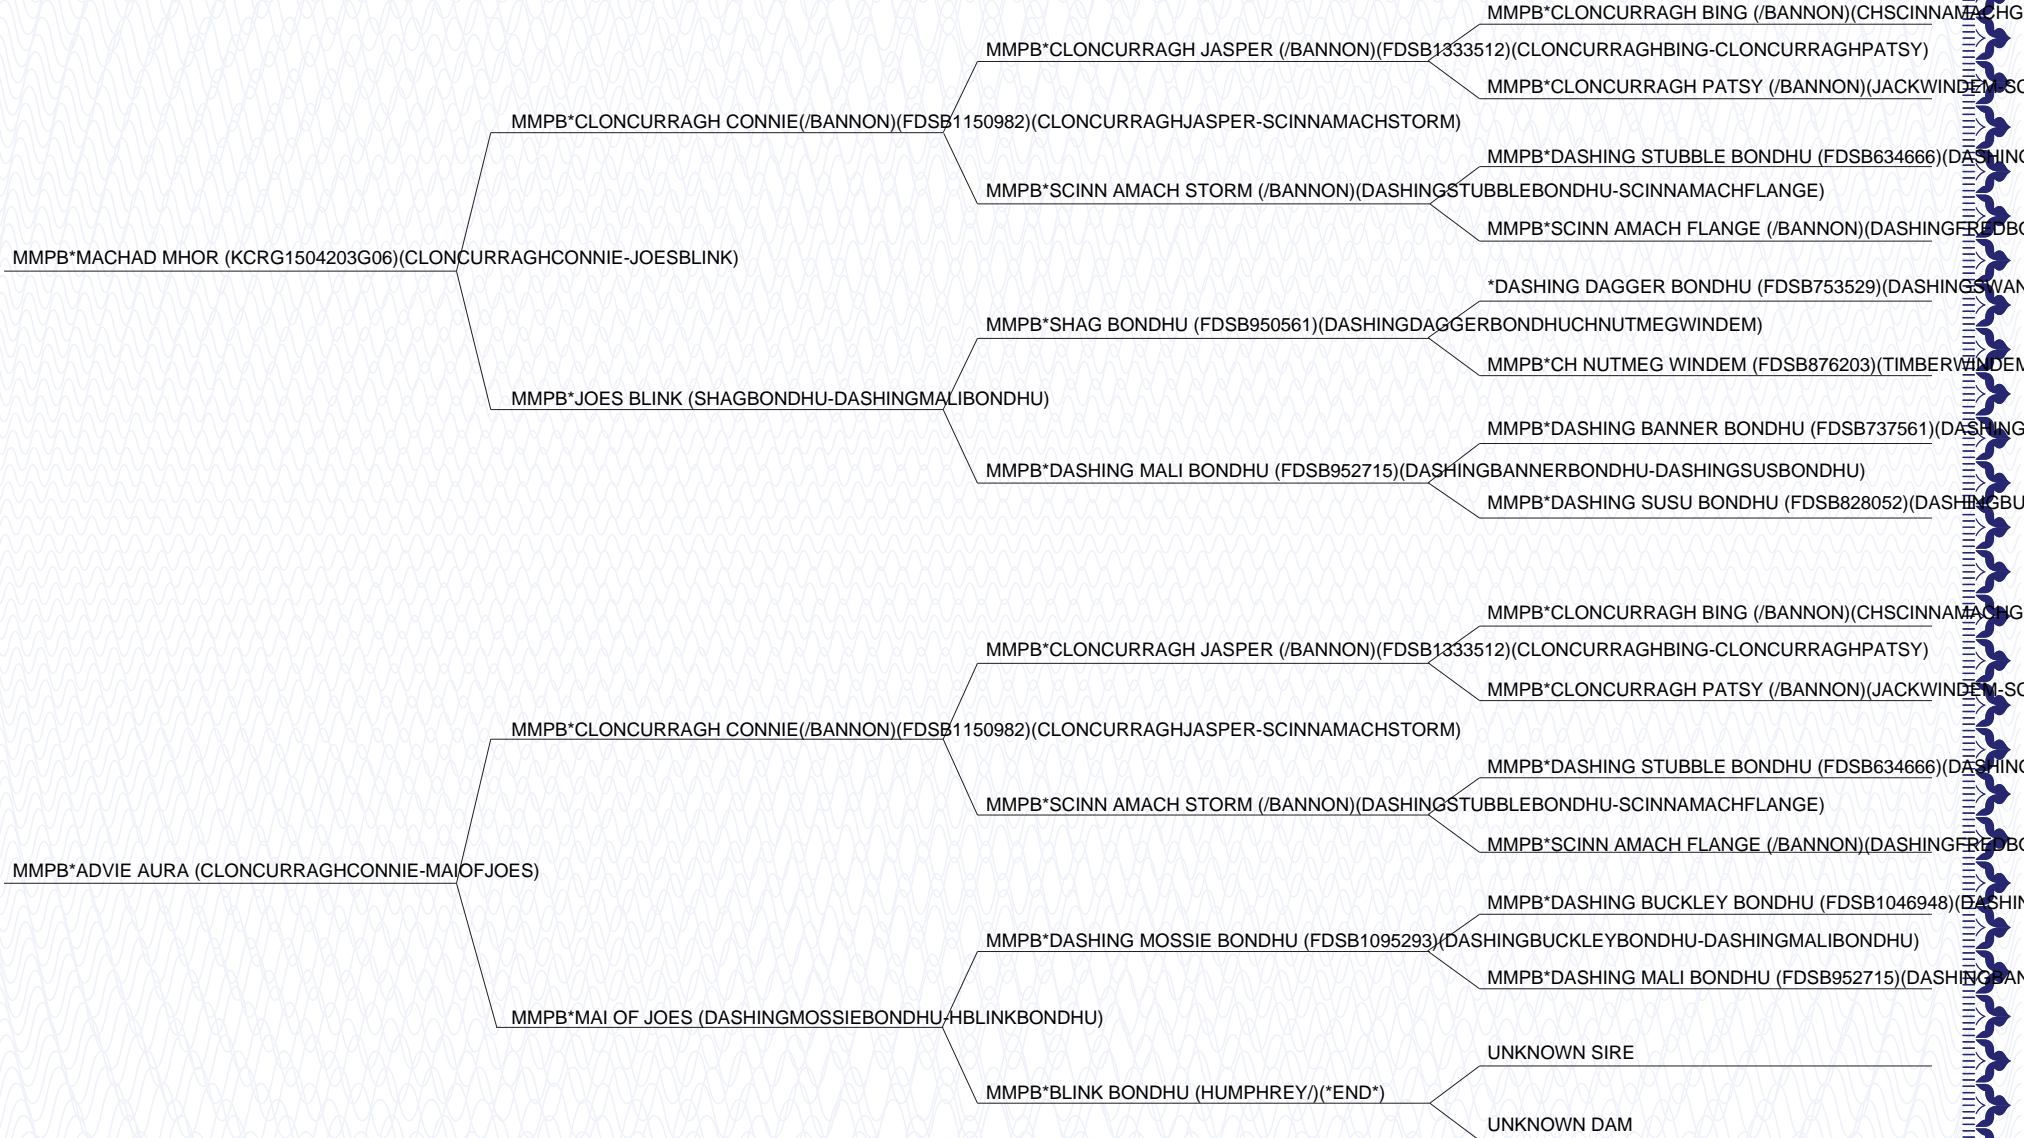 MMPB*CLONCURRAGH BING (/BANNON)(CHSCINNAMACHG
MMPB*CLONCURRAGH JASPER (/BANNON)(FDSB1333512)(CLONCURRAGHBING-CLONCURRAGHPATSY)
MMPB*CLONCURRAGH PATSY (/BANNON)(JACKWINDEM-SC
MMPB*CLONCURRAGH CONNIE(/BANNON)(FDSB1150982)(CLONCURRAGHJASPER-SCINNAMACHSTORM)
MMPB*DASHING STUBBLE BONDHU (FDSB634666)(DASHING
MMPB*SCINN AMACH STORM (/BANNON)(DASHINGSTUBBLEBONDHU-SCINNAMACHFLANGE)
MMPB*SCINN AMACH FLANGE (/BANNON)(DASHINGFREDBO
MMPB*MACHAD MHOR (KCRG1504203G06)(CLONCURRAGHCONNIE-JOESBLINK)
*DASHING DAGGER BONDHU (FDSB753529)(DASHINGSWAN
MMPB*SHAG BONDHU (FDSB950561)(DASHINGDAGGERBONDHUCHNUTMEGWINDEM)
MMPB*CH NUTMEG WINDEM (FDSB876203)(TIMBERWINDEM
MMPB*JOES BLINK (SHAGBONDHU-DASHINGMALIBONDHU)
MMPB*DASHING BANNER BONDHU (FDSB737561)(DASHING
MMPB*DASHING MALI BONDHU (FDSB952715)(DASHINGBANNERBONDHU-DASHINGSUSBONDHU)
MMPB*DASHING SUSU BONDHU (FDSB828052)(DASHINGBU
MMPB*CLONCURRAGH BING (/BANNON)(CHSCINNAMACHG
MMPB*CLONCURRAGH JASPER (/BANNON)(FDSB1333512)(CLONCURRAGHBING-CLONCURRAGHPATSY)
MMPB*CLONCURRAGH PATSY (/BANNON)(JACKWINDEM-SC
MMPB*CLONCURRAGH CONNIE(/BANNON)(FDSB1150982)(CLONCURRAGHJASPER-SCINNAMACHSTORM)
MMPB*DASHING STUBBLE BONDHU (FDSB634666)(DASHING
MMPB*SCINN AMACH STORM (/BANNON)(DASHINGSTUBBLEBONDHU-SCINNAMACHFLANGE)
MMPB*SCINN AMACH FLANGE (/BANNON)(DASHINGFREDBO
MMPB*ADVIE AURA (CLONCURRAGHCONNIE-MAIOFJOES)
MMPB*DASHING BUCKLEY BONDHU (FDSB1046948)(DASHIN
MMPB*DASHING MOSSIE BONDHU (FDSB1095293)(DASHINGBUCKLEYBONDHU-DASHINGMALIBONDHU)
MMPB*DASHING MALI BONDHU (FDSB952715)(DASHINGBAN
MMPB*MAI OF JOES (DASHINGMOSSIEBONDHU-HBLINKBONDHU)
UNKNOWN SIRE
MMPB*BLINK BONDHU (HUMPHREY/)(*END*)
UNKNOWN DAM